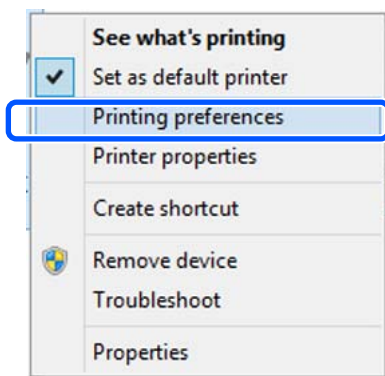 See what's printing
Set as default printer
Printing preferences
Printer properties
Create shortcut
Remove device
Troubleshoot
Properties